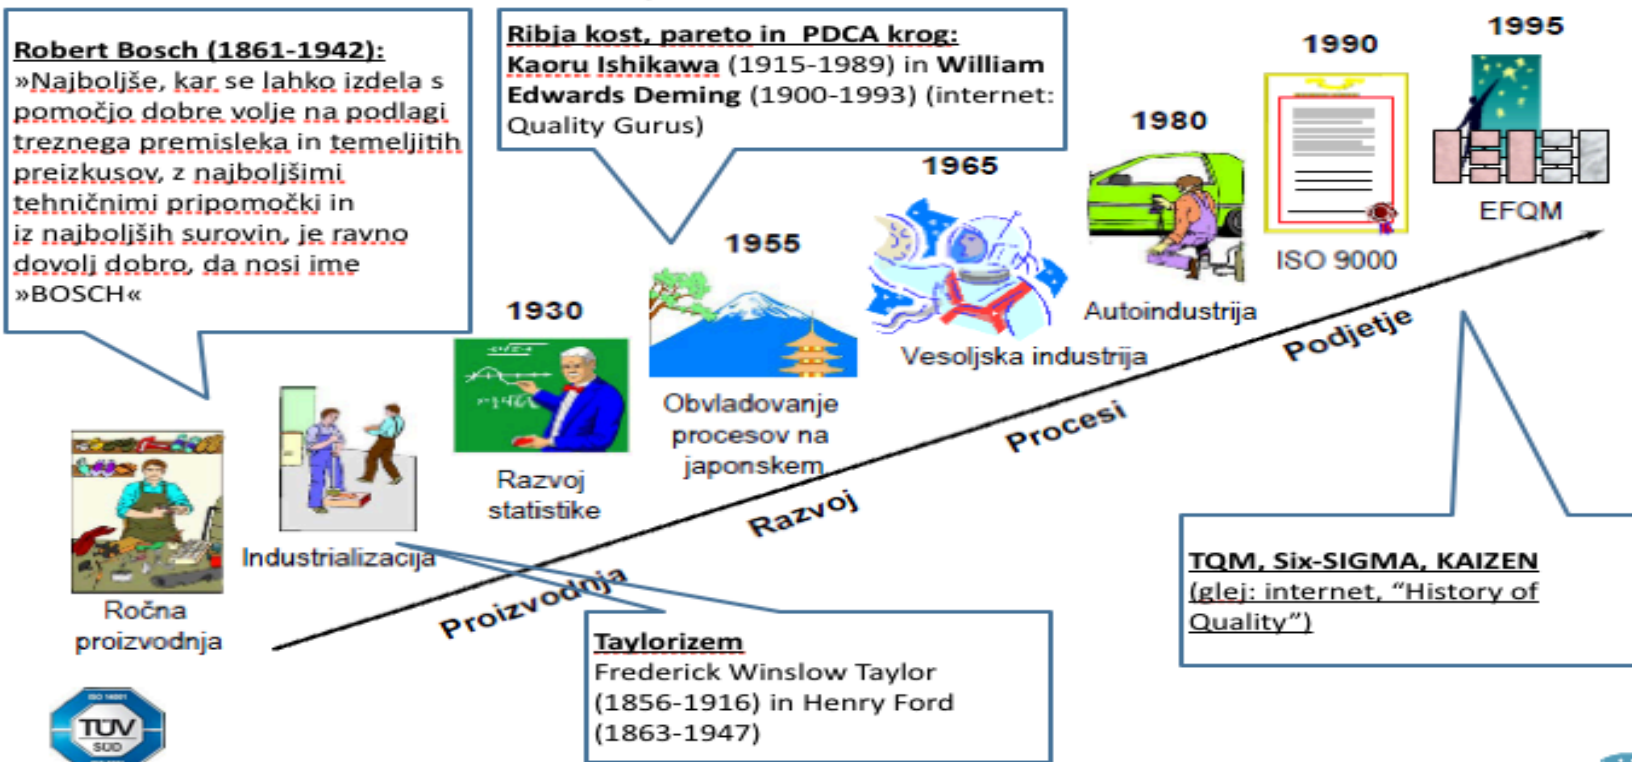 Robert Bosch (1861-1942):
»Najboljše, kar se lahko izdela s
pomočjo dobre volje na podlagi
treznega premisleka in temeljitih
preizkusov, z najboljšimi
tehničnimi pripomočki in
iz najboljših surovin, je ravno
dovolj dobro, da nosi ime
»BOSCH«
Ribja kost, pareto in PDCA krog:
Kaoru Ishikawa (1915-1989) in William
Edwards Deming (1900-1993) (internet:
Quality Gurus)
1995
EFQM
1990
ISO 9000
1980
Autoindustrija
1965
Vesoljska industrija
1955
Obvladovanje
procesov na
japonskem
1930
Razvoj
statistike
Industrializacija
Ročna
proizvodnja
Proizvodnja
Razvoj
Procesi
Podjetje
Taylorizem
Frederick Winslow Taylor
(1856-1916) in Henry Ford
(1863-1947)
TQM, Six-SIGMA, KAIZEN
(glej: internet, “History of
Quality”)
ISO 14001
TÜV
SÜD